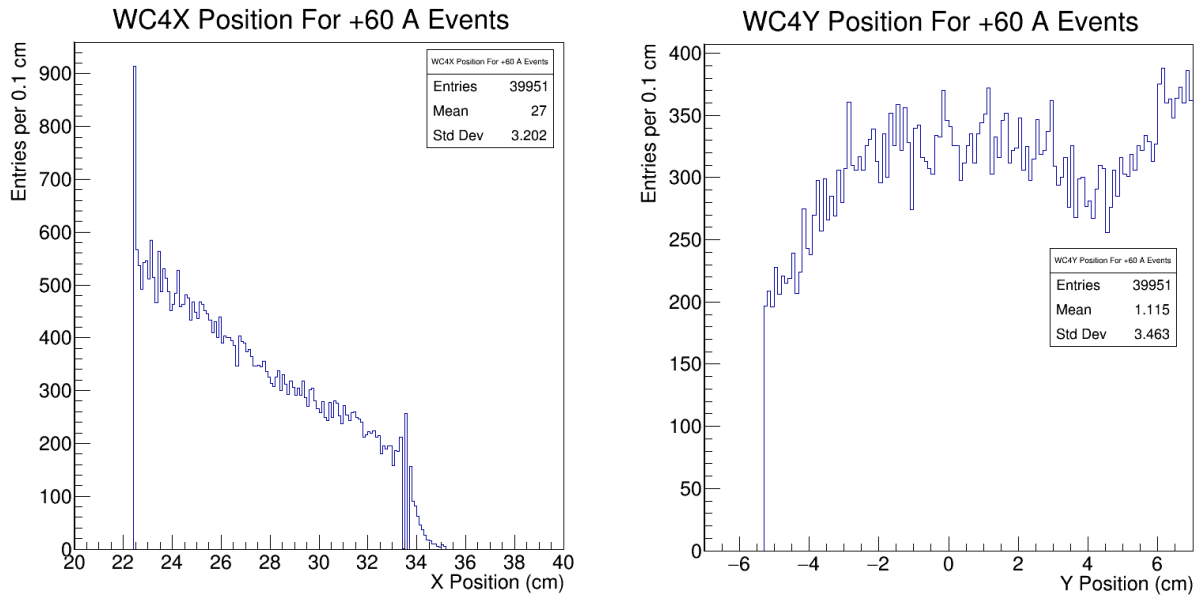 WC4X Position For +60 A Events
Entries per 0.1 cm
900
800
700
600
500
400
300
200
100
0
20 22 24 26 28 30 32 34 36 38 40
X Position (cm)
WC4X Position For +60 A Events
Entries 39951
Mean 27
Std Dev 3.202
WC4Y Position For +60 A Events
Entries per 0.1 cm
400
350
300
250
200
150
100
50
0
−6 −4 −2 0 2 4 6
Y Position (cm)
WC4Y Position For +60 A Events
Entries 39951
Mean 1.115
Std Dev 3.463